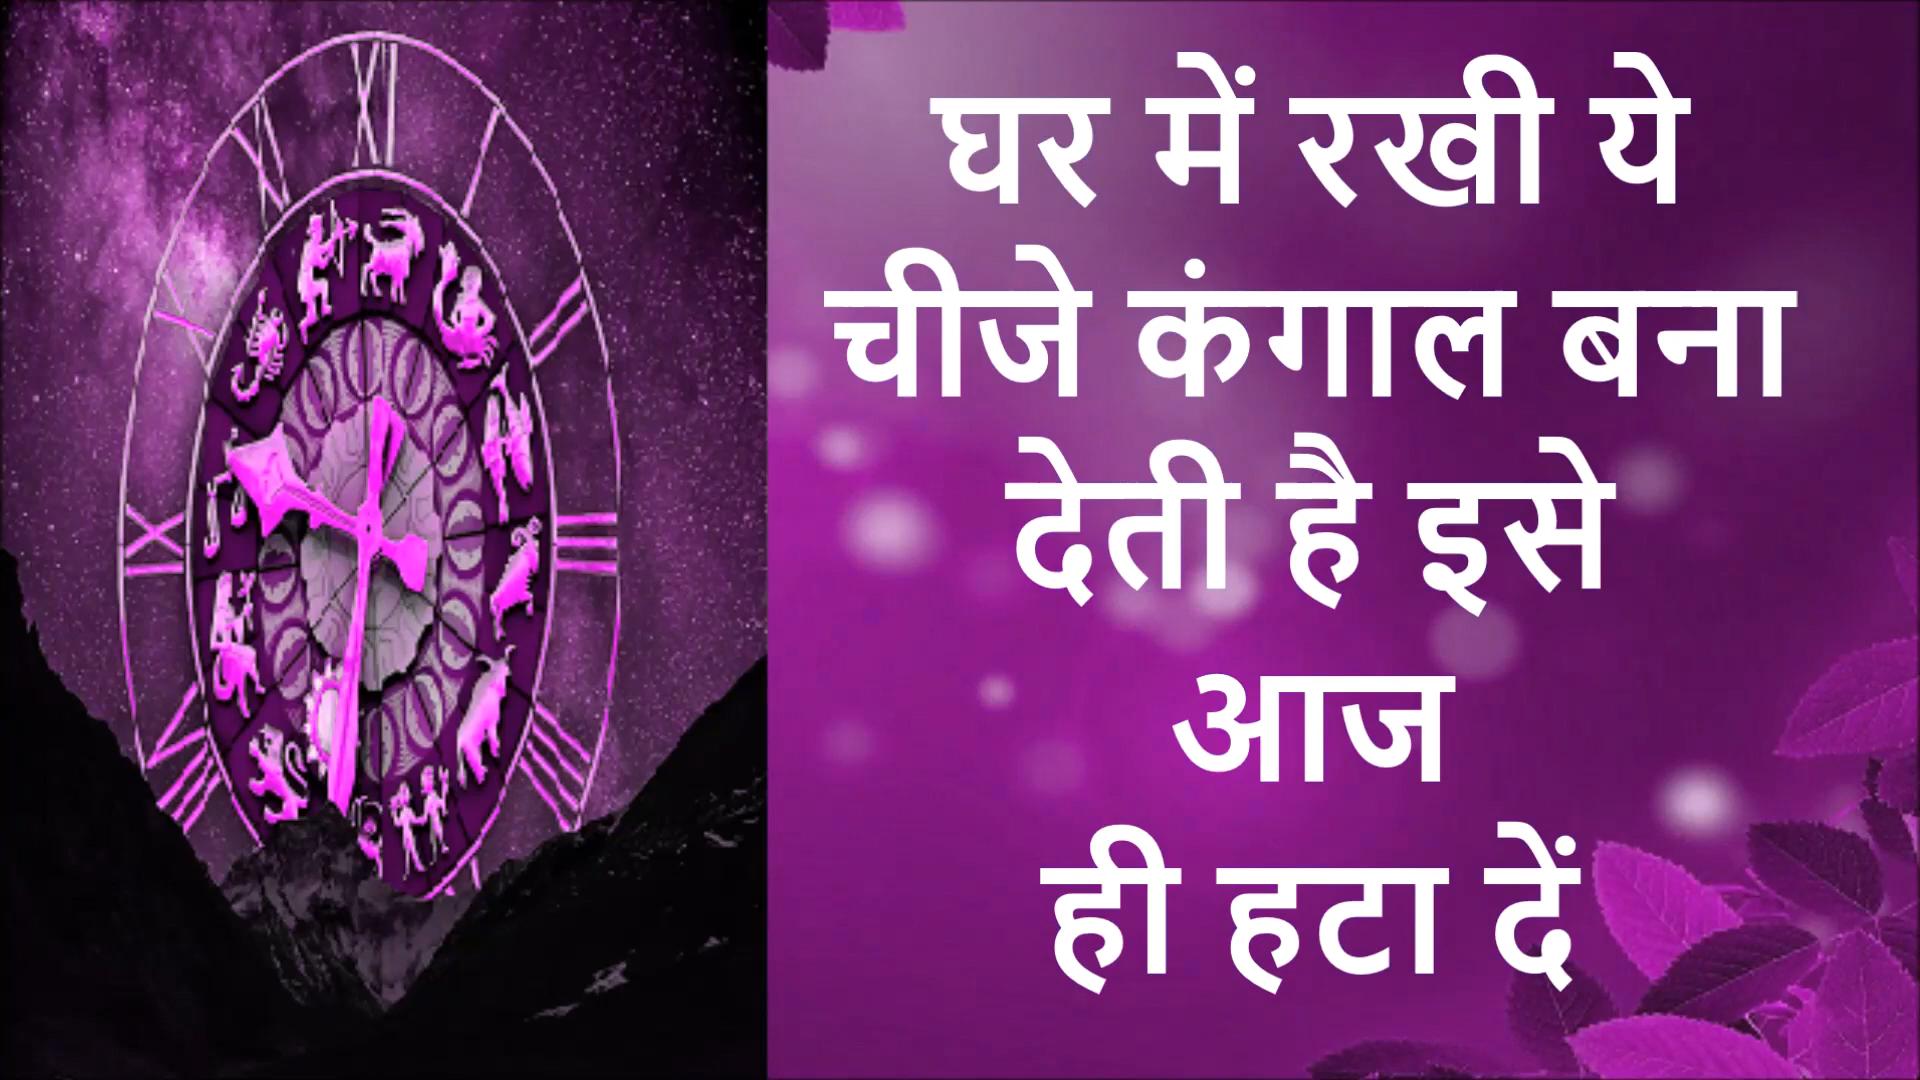 घर में रखी ये
चीजे कंगाल बना
देती है इसे
आज
ही हटा दें